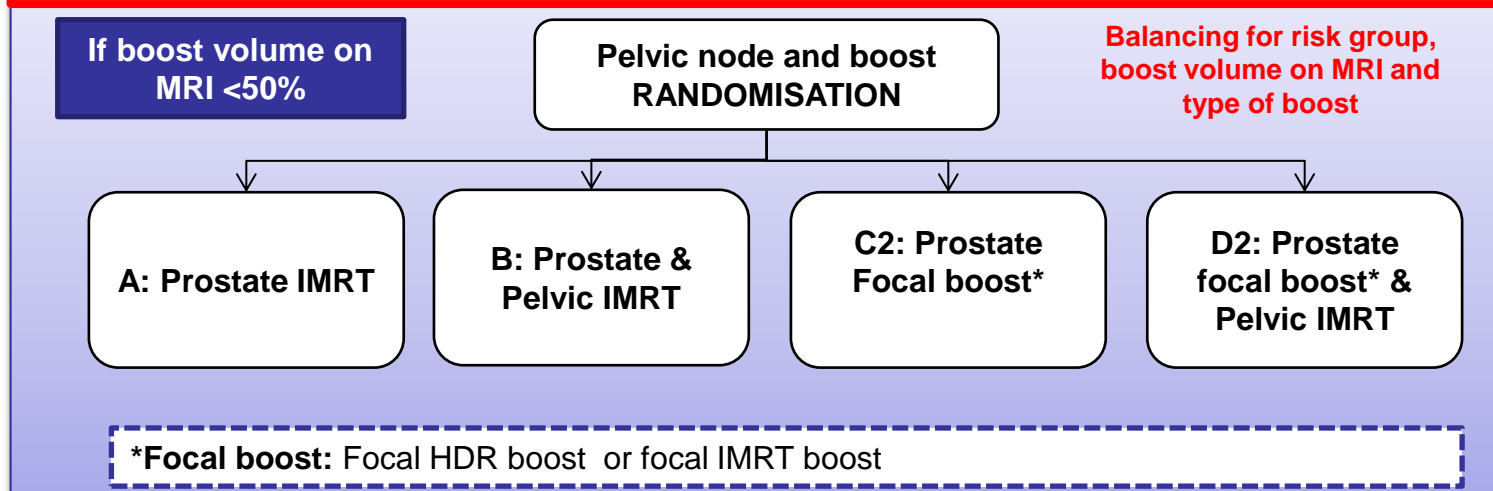 If boost volume on
MRI <50%
Pelvic node and boost
RANDOMISATION
Balancing for risk group,
boost volume on MRI and
type of boost
A: Prostate IMRT
B: Prostate &
Pelvic IMRT
C2: Prostate
Focal boost*
D2: Prostate
focal boost* &
Pelvic IMRT
*Focal boost: Focal HDR boost or focal IMRT boost